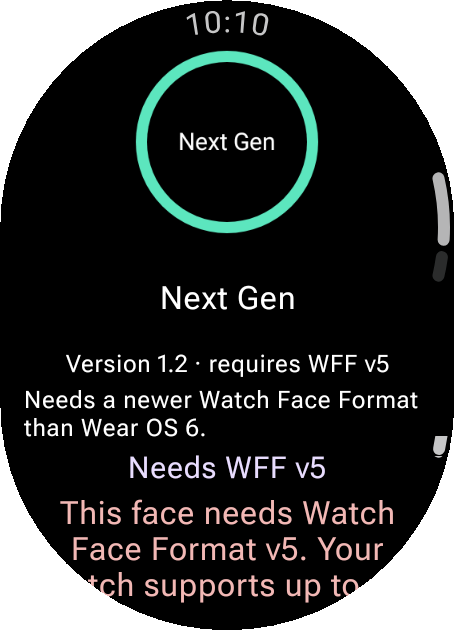 10:10
Next Gen
Next Gen
Version 1.2 · requires WFF v5
Needs a newer Watch Face Format
than Wear OS 6.
Needs WFF v5
This face needs Watch
Face Format v5. Your
tch supports up to